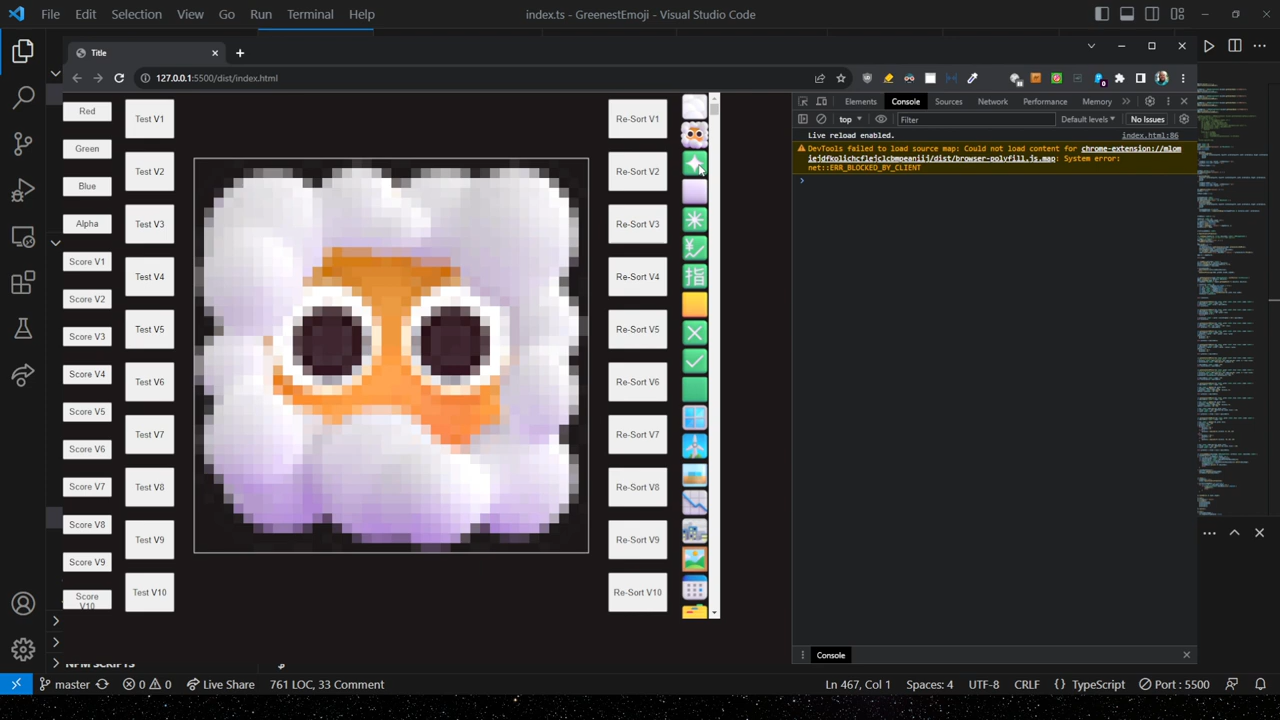 File Edit Selection View Go Run Terminal Help
index.ts - GreenestEmoji - Visual Studio Code
Title
127.0.0.1:5500/dist/index.html
Red
Green
Blue
Alpha
Score V1
Score V2
Score V3
Score V4
Score V5
Score V6
Score V7
Score V8
Score V9
Score
V10
Test V1
Test V2
Test V3
Test V4
Test V5
Test V6
Test V7
Test V8
Test V9
Test V10
Re-Sort V1
Re-Sort V2
Re-Sort V3
Re-Sort V4
Re-Sort V5
Re-Sort V6
Re-Sort V7
Re-Sort V8
Re-Sort V9
Re-Sort V10
指
Elements Console Sources Network Performance Memory
top Filter Default levels No Issues
Live reload enabled. index.html:86
DevTools failed to load source map: Could not load content for chrome-extension://mlom
iejdfkolichcflejclcbmpeaniij/dist/browser-polyfill.js.map: System error:
net::ERR_BLOCKED_BY_CLIENT
Console
NPM SCRIPTS
$
master 0 0 Live Share 761 LOC, 33 Comment Ln 467, Col 1 Spaces: 4 UTF-8 CRLF {} TypeScript Port : 5500